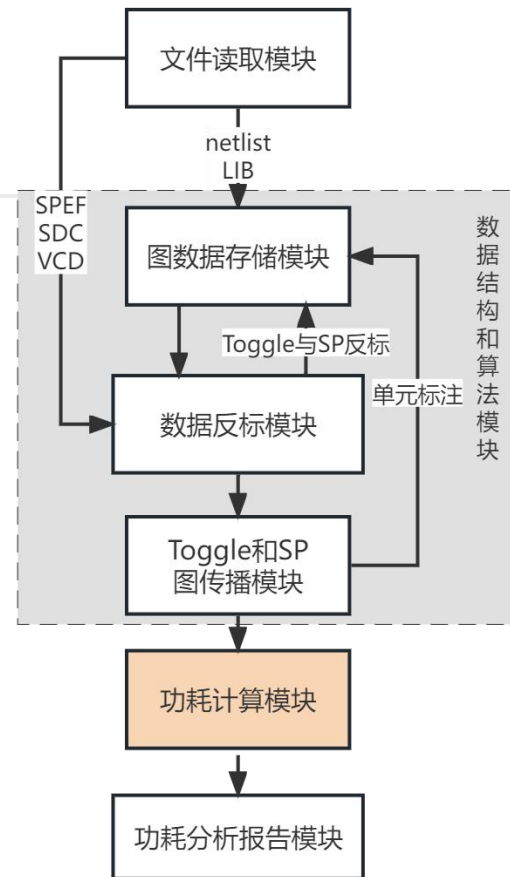 文件读取模块
netlist
LIB
SPEF
SDC
VCD
图数据存储模块
数据结构和算法模块
Toggle与SP反标
单元标注
数据反标模块
Toggle和SP
图传播模块
功耗计算模块
功耗分析报告模块